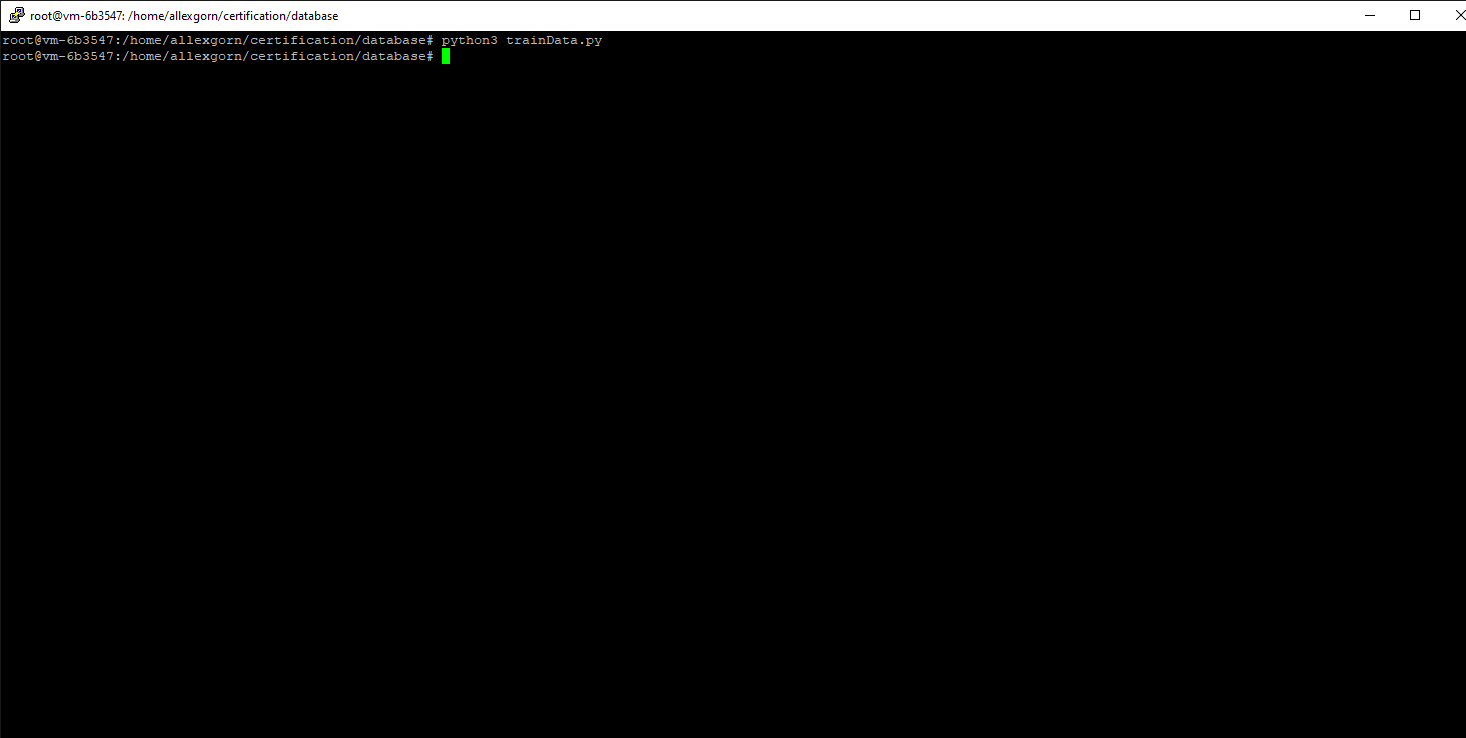 root@vm-6b3547: /home/allexgorn/certification/database
root@vm-6b3547:/home/allexgorn/certification/database# python3 trainData.py
root@vm-6b3547:/home/allexgorn/certification/database#